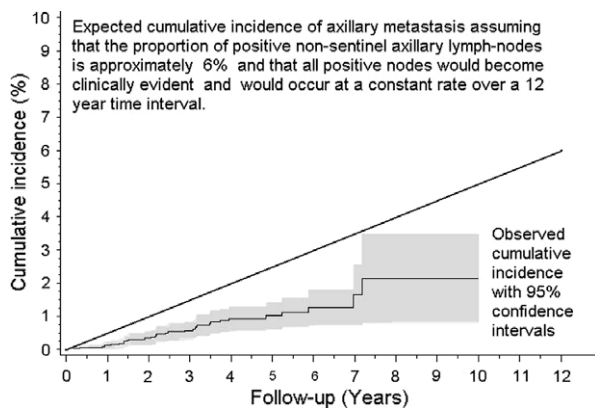 10
9
8
7
6
5
4
3
2
1
0
Cumulative incidence (%)
Expected cumulative incidence of axillary metastasis assuming
that the proportion of positive non-sentinel axillary lymph-nodes
is approximately 6% and that all positive nodes would become
clinically evident and would occur at a constant rate over a 12
year time interval.
Observed
cumulative
incidence
with 95%
confidence
intervals
0 1 2 3 4 5 6 7 8 9 10 11 12
Follow-up (Years)